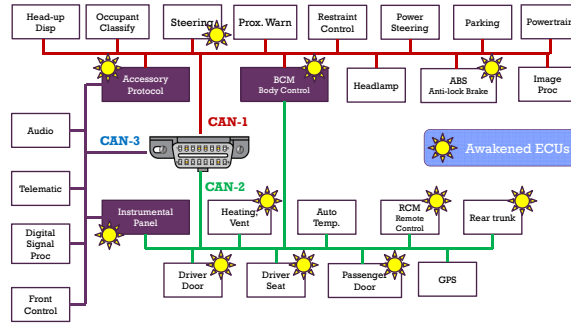 Head-up
Disp
Occupant
Classify
Steering
Prox. Warn
Restraint
Control
Power
Steering
Parking
Powertrain
Accessory
Protocol
BCM
Body Control
Headlamp
ABS
Anti-lock Brake
Image
Proc
Audio
CAN-1
CAN-3
Awakened ECUs
Telematic
CAN-2
Instrumental
Panel
Heating,
Vent
Auto
Temp.
RCM
Remote
Control
Rear trunk
Digital
Signal
Proc
Driver
Door
Driver
Seat
Passenger
Door
GPS
Front
Control